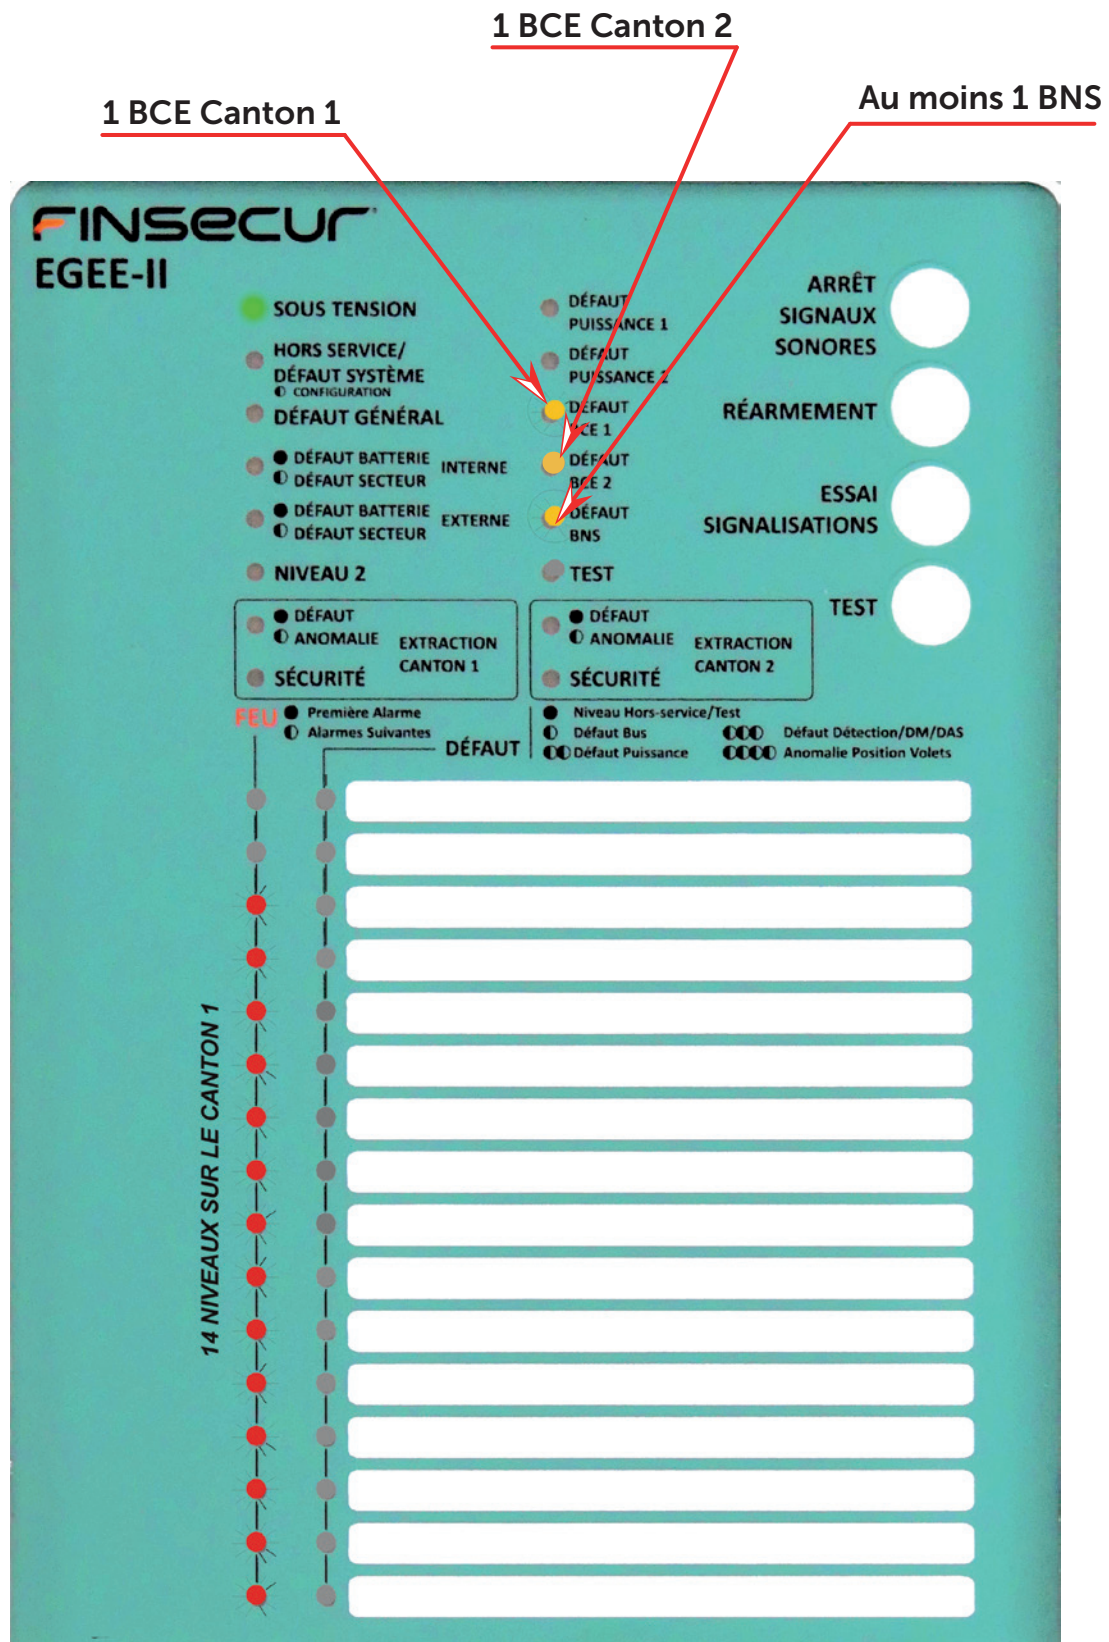 1 BCE Canton 2
1 BCE Canton 1
Au moins 1 BNS
FINSECUR
EGEE-II
SOUS TENSION
HORS SERVICE/
DÉFAUT SYSTÈME
CONFIGURATION
DÉFAUT GÉNÉRAL
DÉFAUT BATTERIE
DÉFAUT SECTEUR
INTERNE
DÉFAUT BATTERIE
DÉFAUT SECTEUR
EXTERNE
NIVEAU 2
DÉFAUT
PUISSANCE 1
DÉFAUT
PUISSANCE 2
DÉFAUT
BCE 1
DÉFAUT
BCE 2
DÉFAUT
BNS
TEST
ARRÊT
SIGNAUX
SONORES
RÉARMEMENT
ESSAI
SIGNALISATIONS
TEST
DÉFAUT
ANOMALIE
EXTRACTION
CANTON 1
SÉCURITÉ
DÉFAUT
ANOMALIE
EXTRACTION
CANTON 2
SÉCURITÉ
FEU
Première Alarme
Alarmes Suivantes
DÉFAUT
Niveau Hors-service/Test
Défaut Bus
Défaut Puissance
Défaut Détection/DM/DAS
Anomalie Position Volets
14 NIVEAUX SUR LE CANTON 1